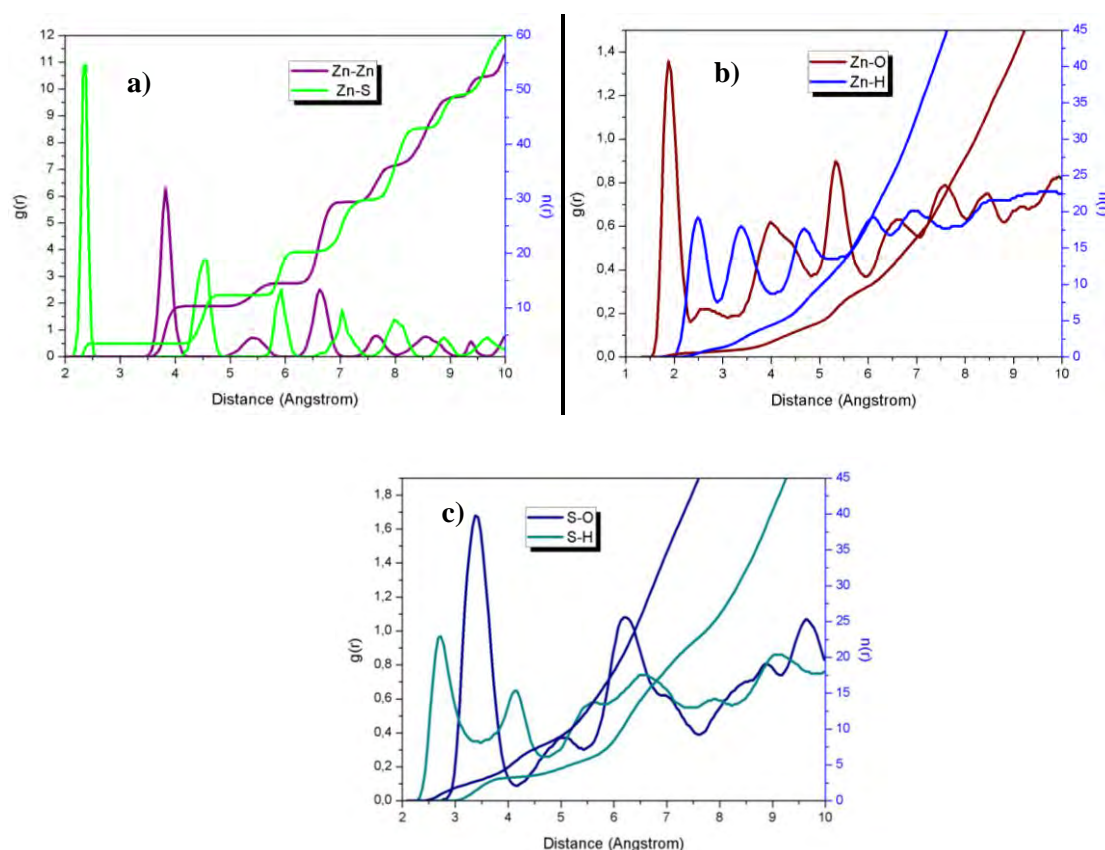 a)
Zn-Zn
Zn-S
g(r)
n(r)
12
11
10
9
8
7
6
5
4
3
2
1
0
60
50
40
30
20
10
0
2 3 4 5 6 7 8 9 10
Distance (Angstrom)
b)
Zn-O
Zn-H
g(r)
n(r)
1,4
1,2
1,0
0,8
0,6
0,4
0,2
0,0
45
40
35
30
25
20
15
10
5
0
1 2 3 4 5 6 7 8 9 10
Distance (Angstrom)
c)
S-O
S-H
g(r)
n(r)
1,8
1,6
1,4
1,2
1,0
0,8
0,6
0,4
0,2
0,0
45
40
35
30
25
20
15
10
5
0
2 3 4 5 6 7 8 9 10
Distance (Angstrom)